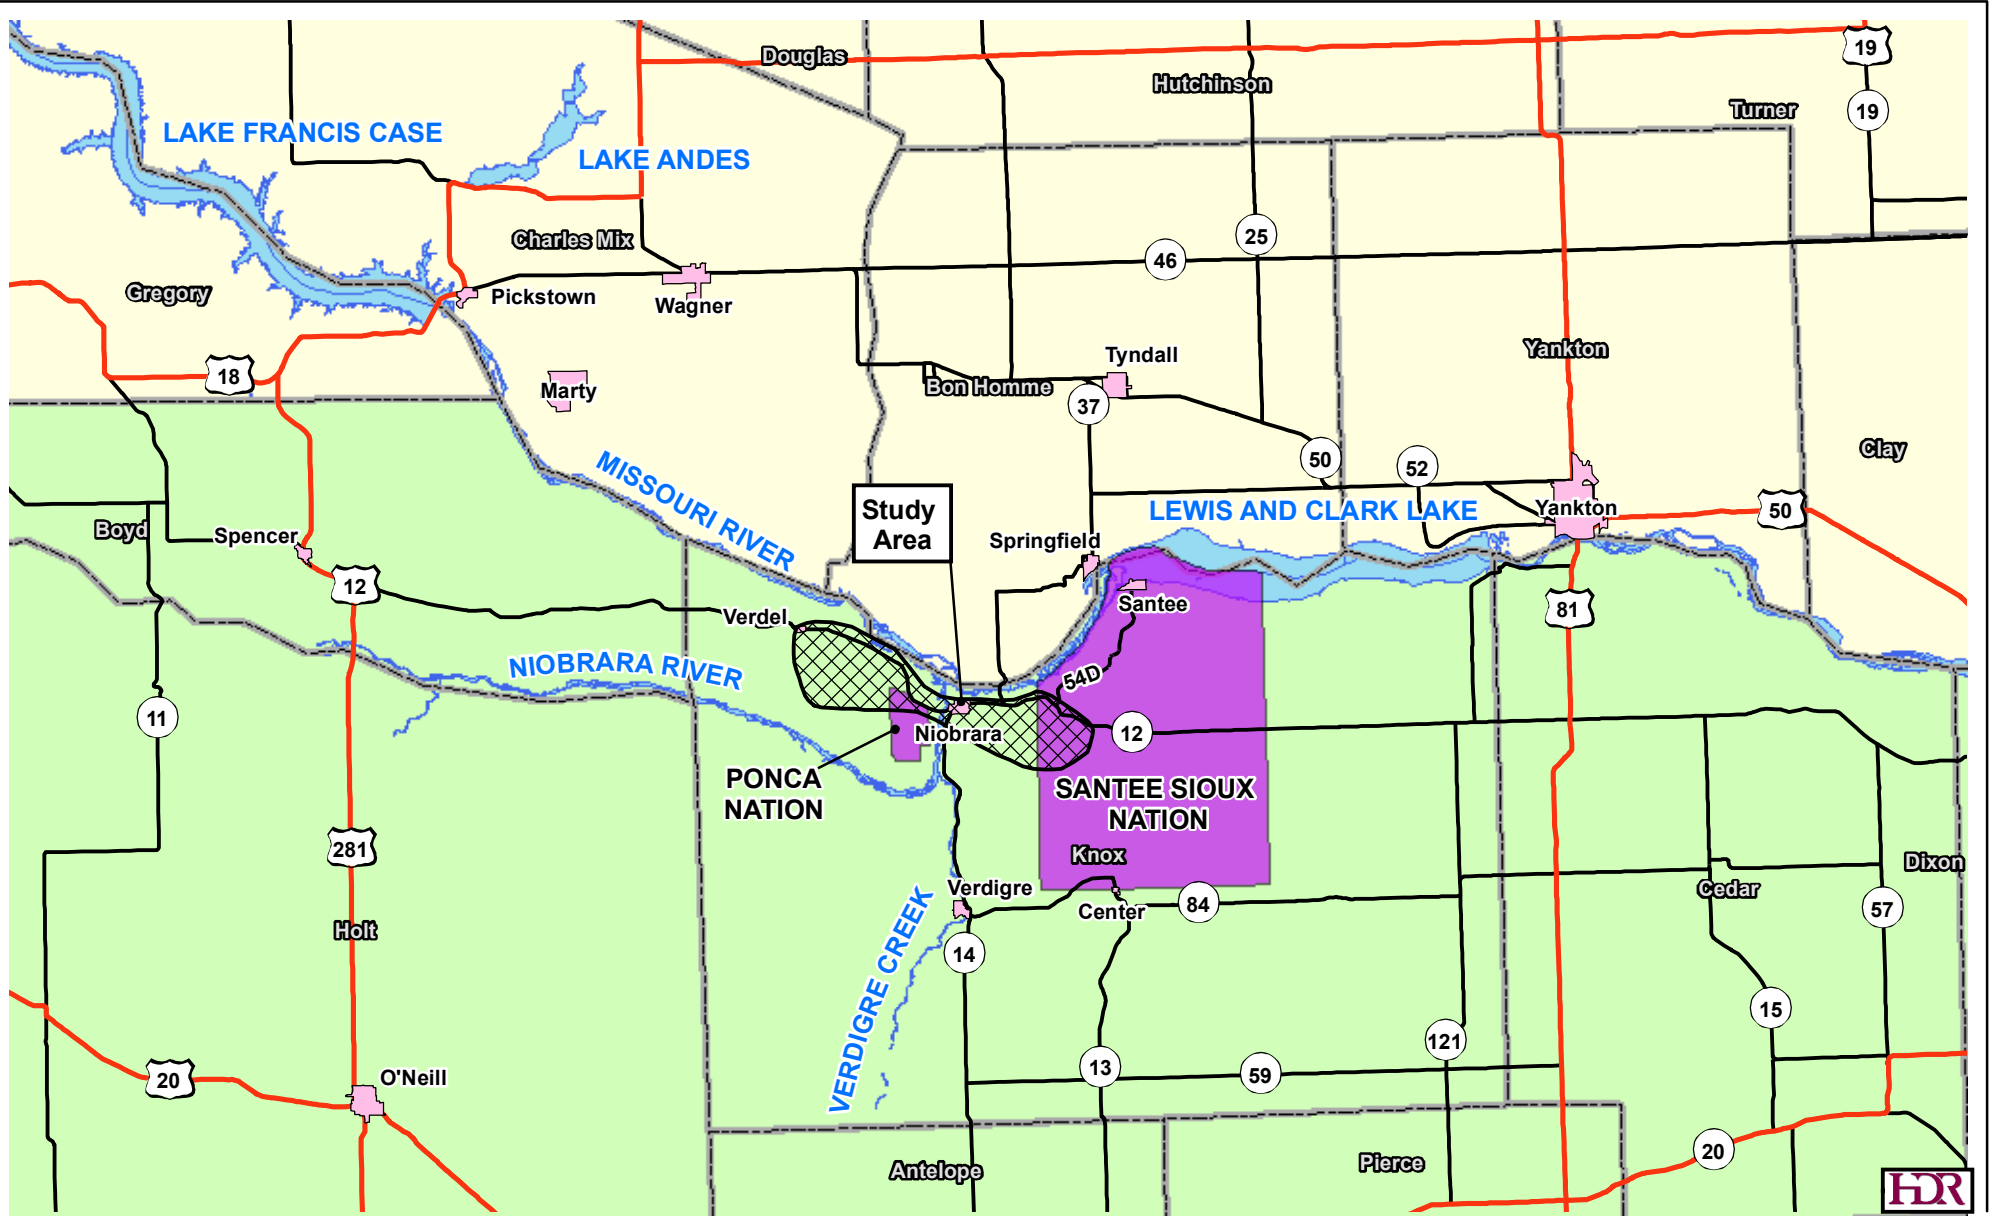 Douglas
19
Hutchinson
Turner
19
LAKE FRANCIS CASE
LAKE ANDES
Charles Mix
25
46
Gregory
Pickstown
Wagner
Yankton
Tyndall
18
Bon Homme
Marty
37
Clay
50
52
MISSOURI RIVER
Study
Area
LEWIS AND CLARK LAKE
Yankton
50
Boyd
Spencer
Springfield
12
Santee
81
Verdel
NIOBRARA RIVER
54D
11
Niobrara
12
PONCA
NATION
SANTEE SIOUX
NATION
281
Knox
Dixon
Verdigre
Cedar
Center
84
57
Holt
VERDIGRE CREEK
14
15
121
13
59
20
O'Neill
20
Antelope
Pierce
HDR